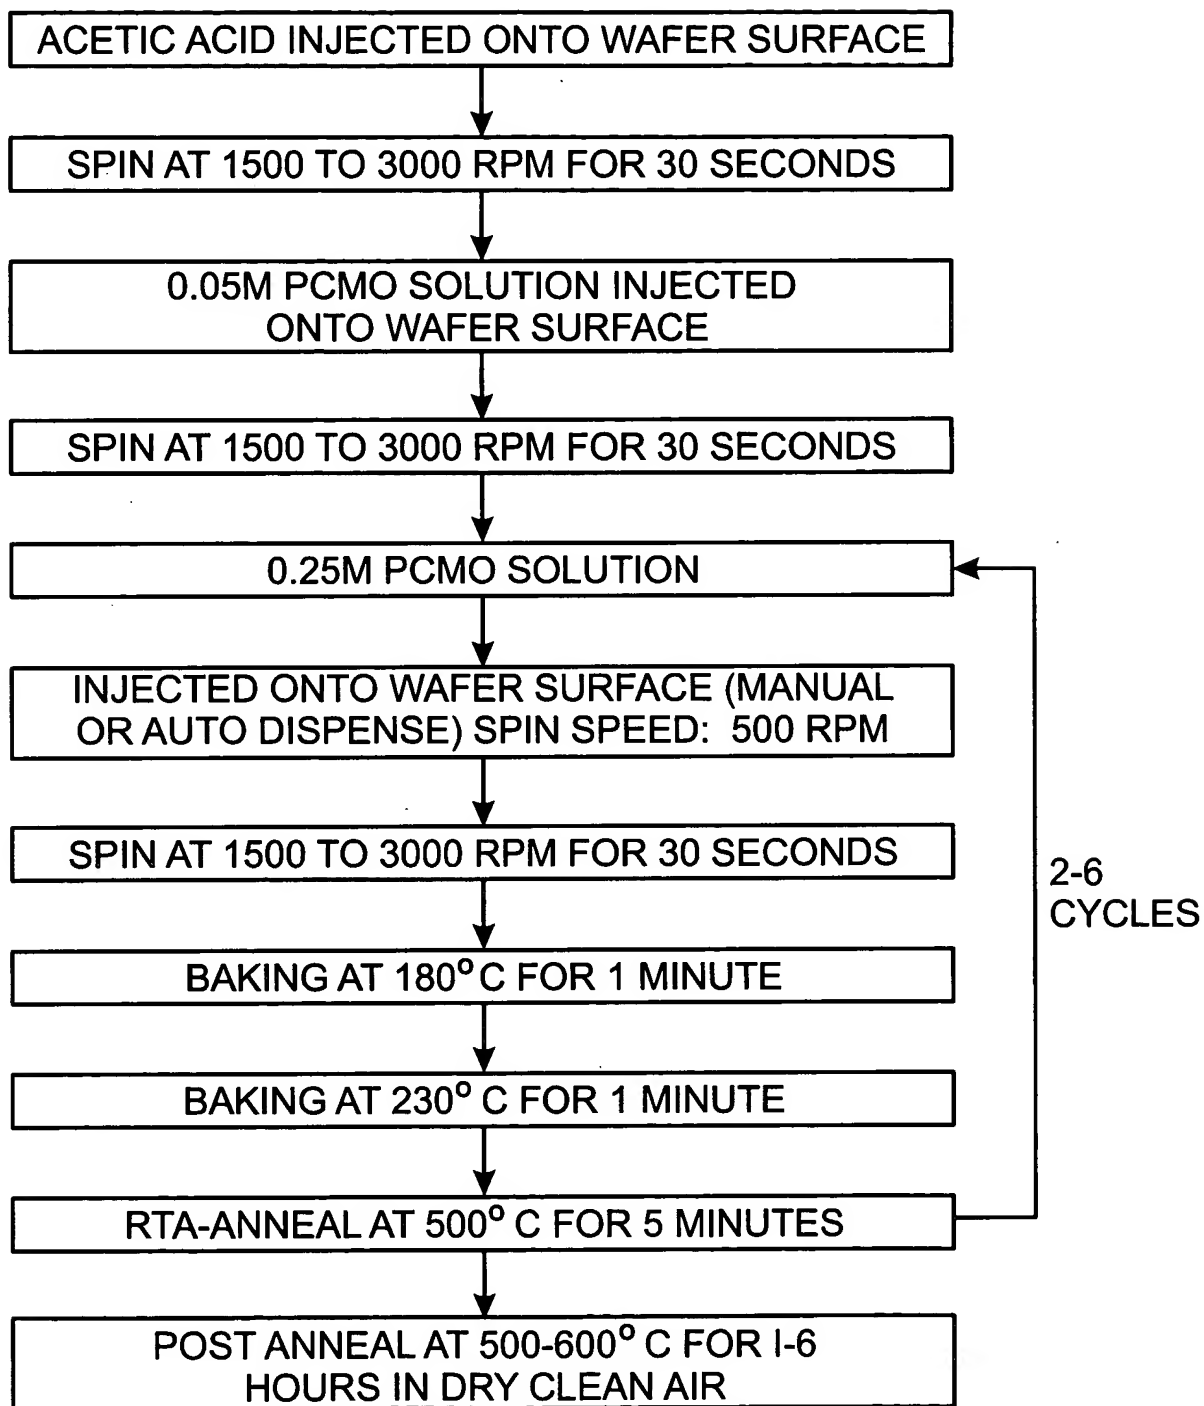 ACETIC ACID INJECTED ONTO WAFER SURFACE
SPIN AT 1500 TO 3000 RPM FOR 30 SECONDS
0.05M PCMO SOLUTION INJECTED
ONTO WAFER SURFACE
SPIN AT 1500 TO 3000 RPM FOR 30 SECONDS
0.25M PCMO SOLUTION
INJECTED ONTO WAFER SURFACE (MANUAL
OR AUTO DISPENSE) SPIN SPEED: 500 RPM
SPIN AT 1500 TO 3000 RPM FOR 30 SECONDS
2-6
CYCLES
BAKING AT 180° C FOR 1 MINUTE
BAKING AT 230° C FOR 1 MINUTE
RTA-ANNEAL AT 500° C FOR 5 MINUTES
POST ANNEAL AT 500-600° C FOR I-6
HOURS IN DRY CLEAN AIR